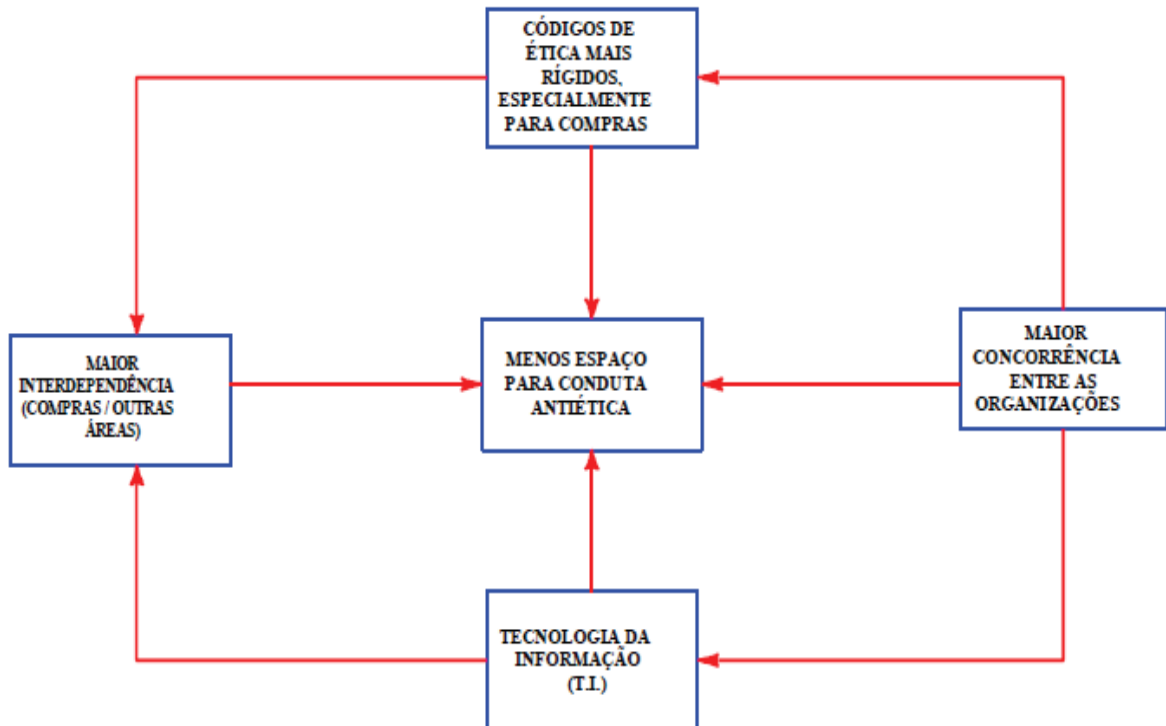 CÓDIGOS DE
ÉTICA MAIS
RÍGIDOS,
ESPECIALMENTE
PARA COMPRAS
MAIOR
INTERDEPENDÊNCIA
(COMPRAS / OUTRAS
ÁREAS)
MENOS ESPAÇO
PARA CONDUTA
ANTIÉTICA
MAIOR
CONCORRÊNCIA
ENTRE AS
ORGANIZAÇÕES
TECNOLOGIA DA
INFORMAÇÃO
(T.I.)